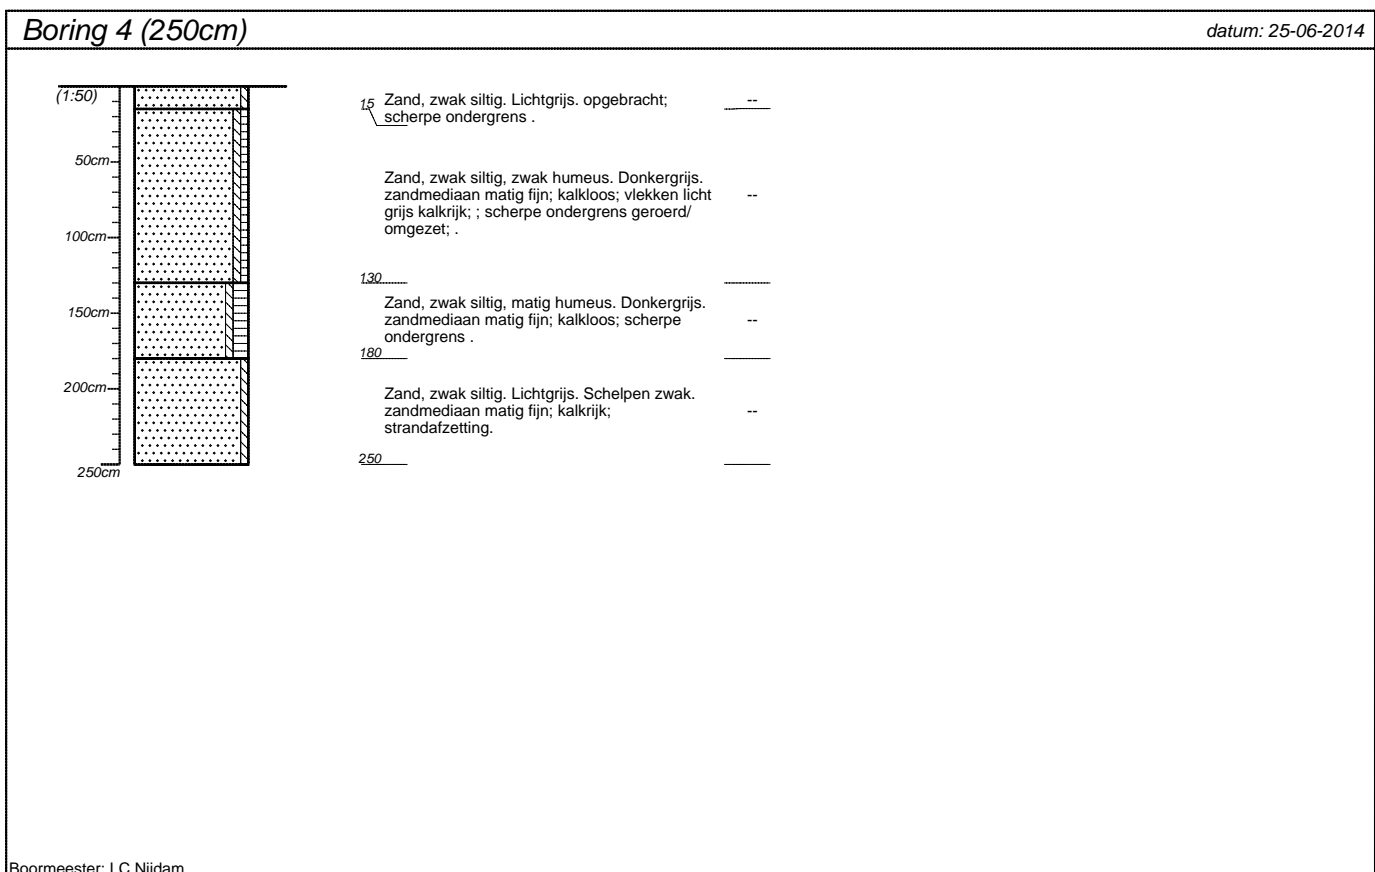 Boring 4 (250cm)
datum: 25-06-2014
(1:50)
50cm
100cm
150cm
200cm
250cm
15
Zand, zwak siltig. Lichtgrijs. opgebracht;
scherpe ondergrens .
--
Zand, zwak siltig, zwak humeus. Donkergrijs.
zandmediaan matig fijn; kalkloos; vlekken licht
grijs kalkrijk; ; scherpe ondergrens geroerd/
omgezet; .
--
130
Zand, zwak siltig, matig humeus. Donkergrijs.
zandmediaan matig fijn; kalkloos; scherpe
ondergrens .
--
180
Zand, zwak siltig. Lichtgrijs. Schelpen zwak.
zandmediaan matig fijn; kalkrijk;
strandafzetting.
--
250
Boormeester: LC Nijdam